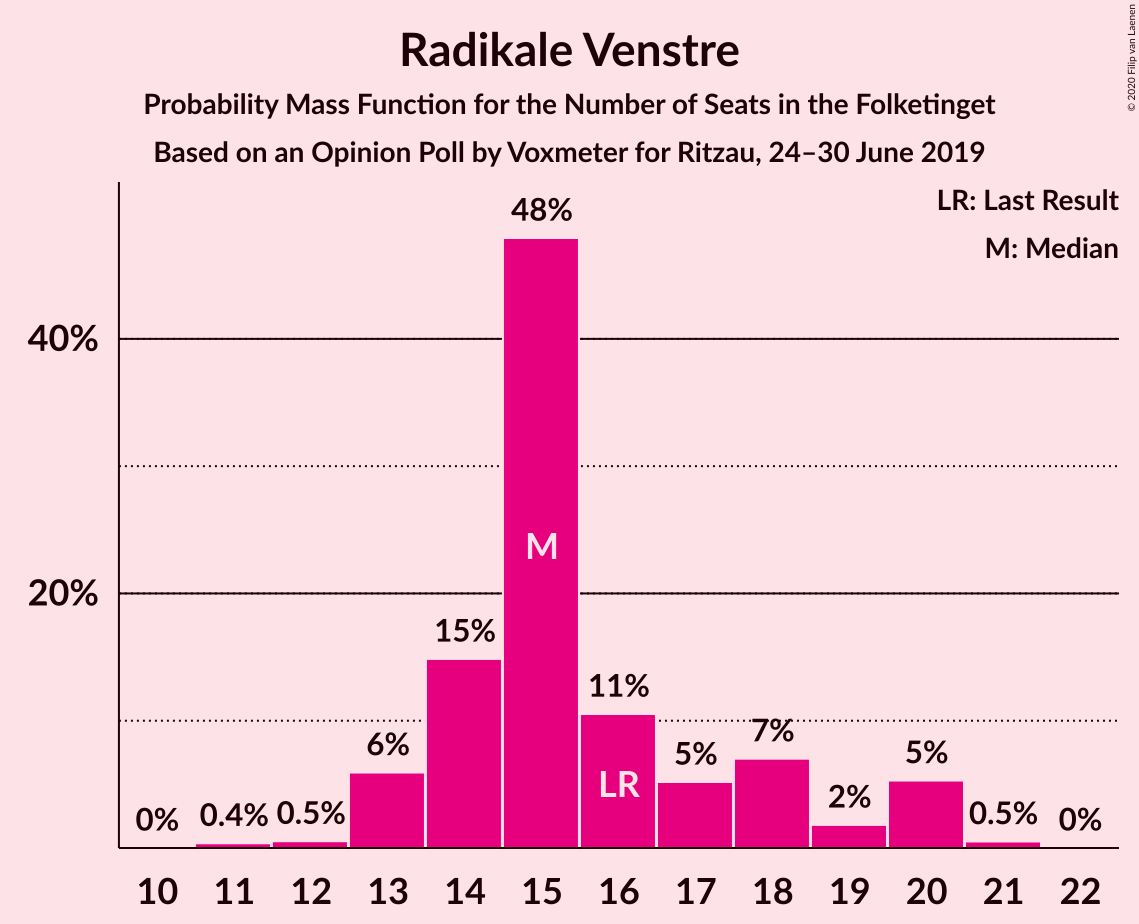 Radikale Venstre
Probability Mass Function for the Number of Seats in the Folketinget
Based on an Opinion Poll by Voxmeter for Ritzau, 24–30 June 2019
© 2020 Filip van Laenen
LR: Last Result
M: Median
40%
20%
0%
0.4%
0.5%
6%
15%
48%
11%
5%
7%
2%
5%
0.5%
0%
M
LR
10 11 12 13 14 15 16 17 18 19 20 21 22